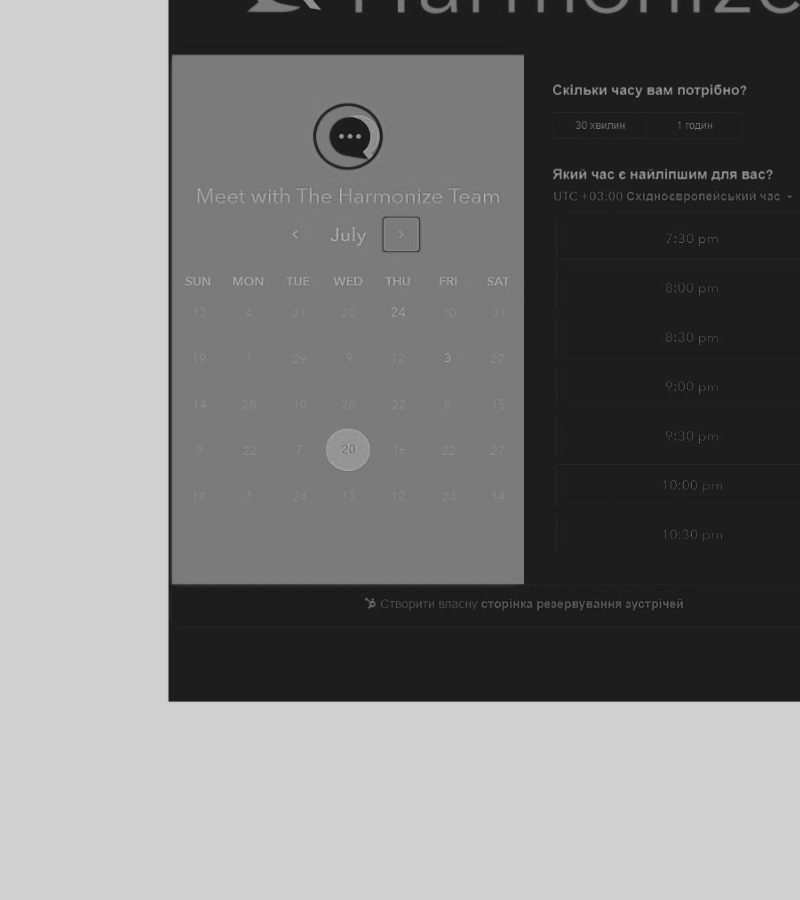 Harmonize
Meet with The Harmonize Team
July
SUN MON TUE WED THU FRI SAT
13 4 21 20 24 10 31
19 1 29 9 12 3 27
14 28 10 28 22 5 15
9 22 7 20 16 22 27
18 1 24 13 12 24 14
Скільки часу вам потрібно?
30 хвилин 1 годин
Який час є найліпшим для вас?
UTC +03:00 Східноєвропейський час
7:30 pm
8:00 pm
8:30 pm
9:00 pm
9:30 pm
10:00 pm
10:30 pm
Створити власну сторінка резервування зустрічей